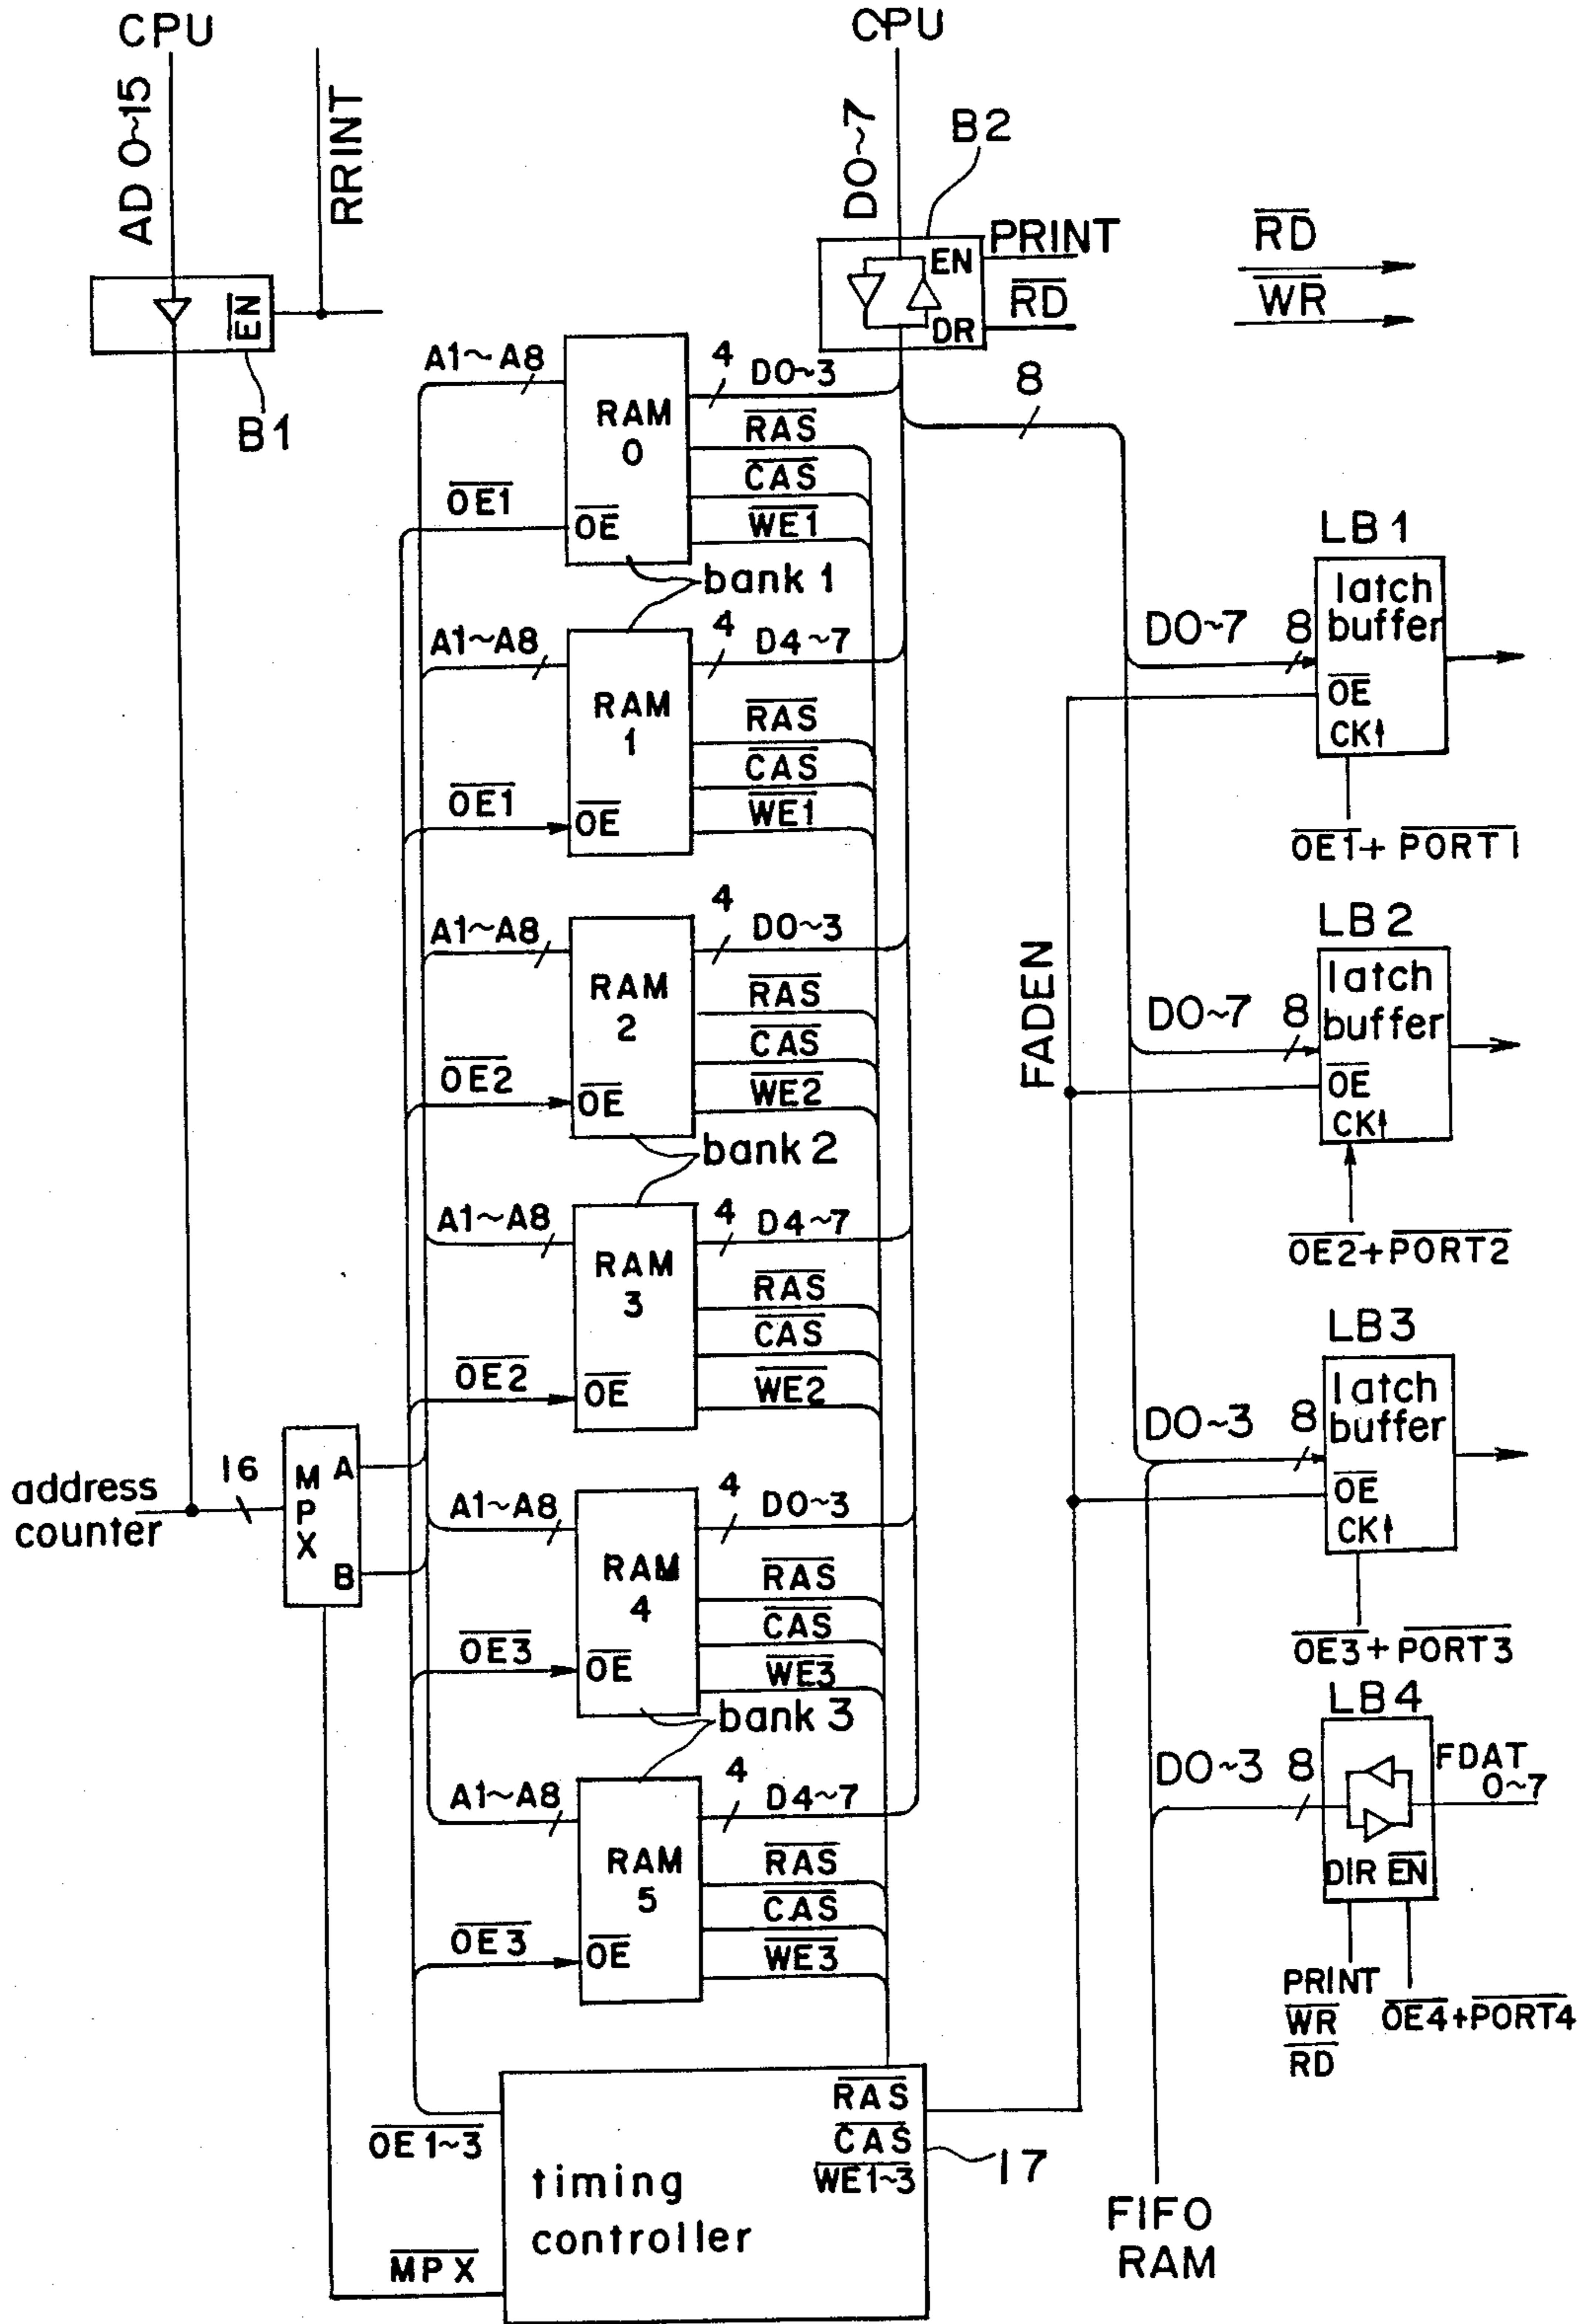 CPU
AD 0~15
RRINT
EN
B1
CPU
D0~7
B2
EN
DR
PRINT
RD
RD
WR
8
A1~A8
4
D0~3
RAM
0
RAS
CAS
WE1
OE1
OE
bank 1
A1~A8
4
D4~7
RAM
1
RAS
CAS
WE1
OE1
OE
A1~A8
4
D0~3
RAM
2
RAS
CAS
WE2
OE2
OE
bank 2
A1~A8
4
D4~7
RAM
3
RAS
CAS
WE2
OE2
OE
A1~A8
4
D0~3
RAM
4
RAS
CAS
WE3
OE3
OE
bank 3
A1~A8
4
D4~7
RAM
5
RAS
CAS
WE3
OE3
OE
address
counter
16
MPX
A
B
OE1~3
MPX
timing
controller
RAS
CAS
WE1~3
17
FADEN
LB1
latch
buffer
D0~7
8
OE
CK↑
OE1+PORT1
LB2
latch
buffer
D0~7
8
OE
CK↑
OE2+PORT2
LB3
latch
buffer
D0~3
8
OE
CK↑
OE3+PORT3
LB4
D0~3
8
FDAT
0~7
DIR EN
PRINT
WR
RD
OE4+PORT4
FIFO
RAM